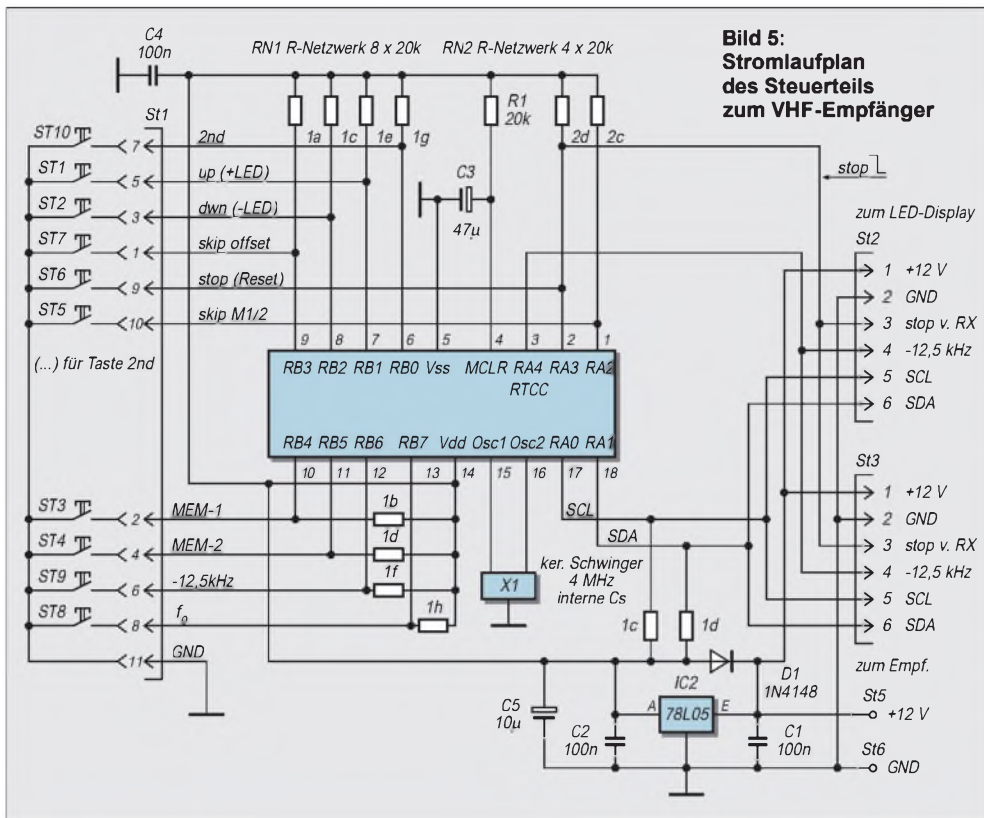 Bild 5:
Stromlaufplan
des Steuerteils
zum VHF-Empfänger
C4
100n
RN1 R-Netzwerk 8 x 20k
RN2 R-Netzwerk 4 x 20k
St1
1a
1c
1e
1g
R1
20k
2d
2c
ST10
7
2nd
ST1
5
up (+LED)
ST2
3
dwn (-LED)
ST7
1
skip offset
ST6
9
stop (Reset)
ST5
10
skip M1/2
(...) für Taste 2nd
C3
47µ
stop
zum LED-Display
St2
1 +12 V
2 GND
3 stop v. RX
4 -12,5 kHz
5 SCL
6 SDA
9 8 7 6 5 4 3 2 1
RB3 RB2 RB1 RB0 Vss MCLR RA4 RA3 RA2
RTCC
RB4 RB5 RB6 RB7 Vdd Osc1 Osc2 RA0 RA1
10 11 12 13 14 15 16 17 18
ST3
2
MEM-1
1b
ST4
4
MEM-2
1d
ST9
6
-12,5kHz
1f
ST8
8
f0
1h
11
GND
SCL
SDA
X1
ker. Schwinger
4 MHz
interne Cs
1c
1d
St3
1 +12 V
2 GND
3 stop v. RX
4 -12,5 kHz
5 SCL
6 SDA
zum Empf.
D1
1N4148
IC2
A
78L05
E
C5
10µ
C2
100n
C1
100n
St5
+12 V
St6
GND